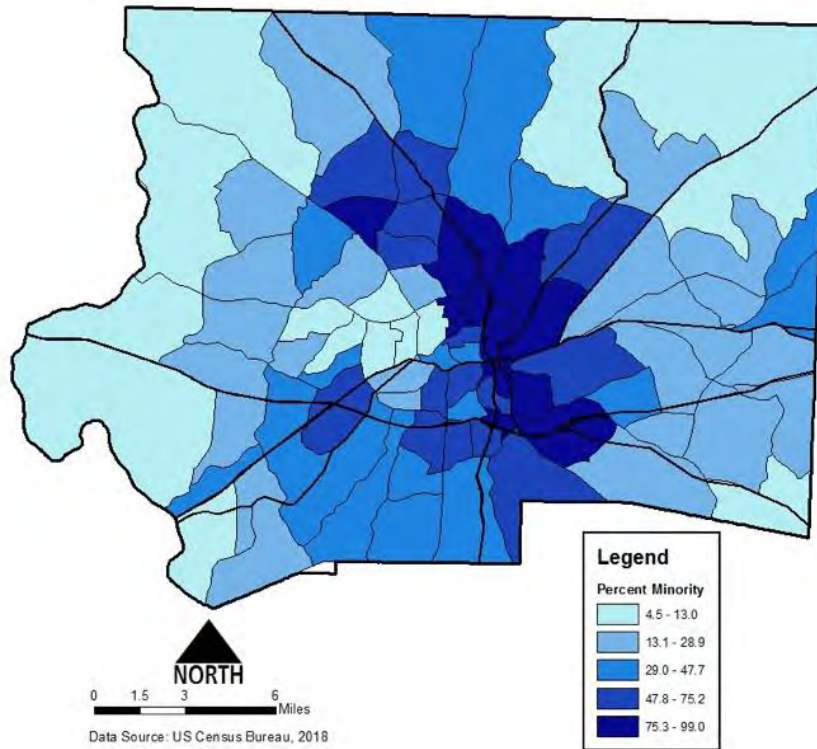 Legend
Percent Minority
4.5 - 13.0
13.1 - 28.9
29.0 - 47.7
47.8 - 75.2
75.3 - 99.0
NORTH
0 1.5 3 6
Miles
Data Source: US Census Bureau, 2018